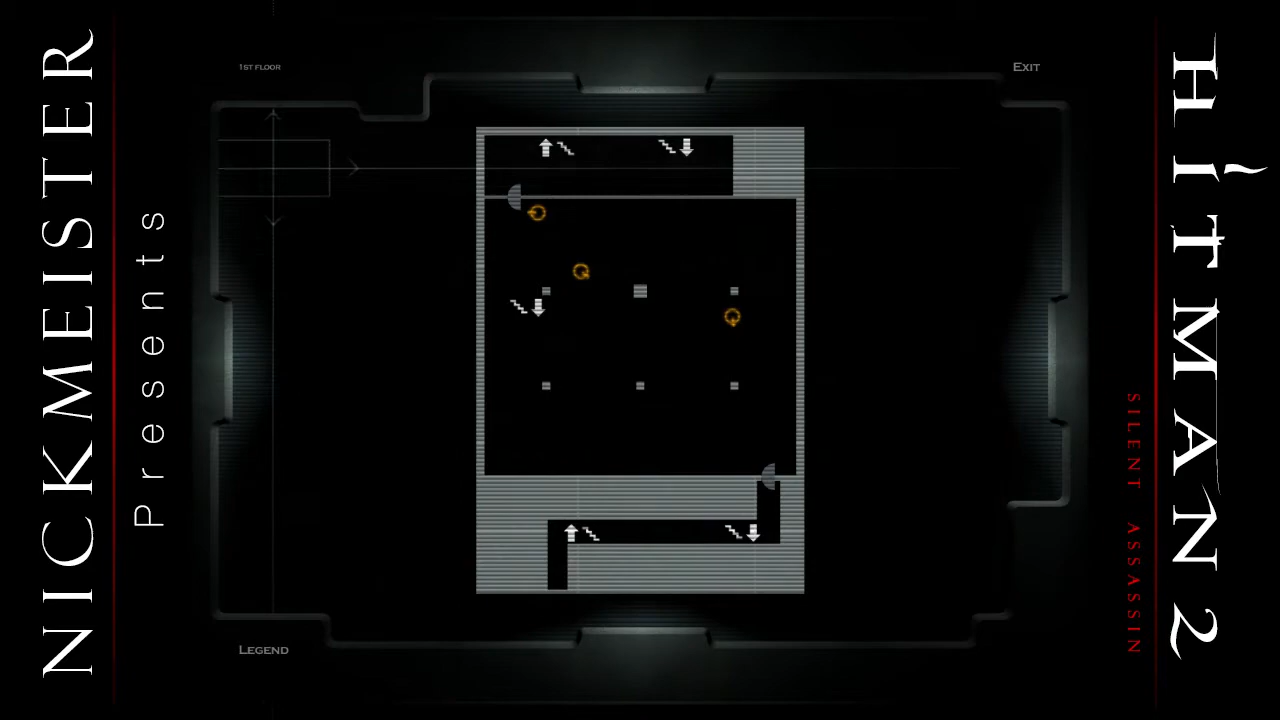 NICKMEISTER
Presents
1ST FLOOR
EXIT
LEGEND
SILENT ASSASSIN
HITMAN 2